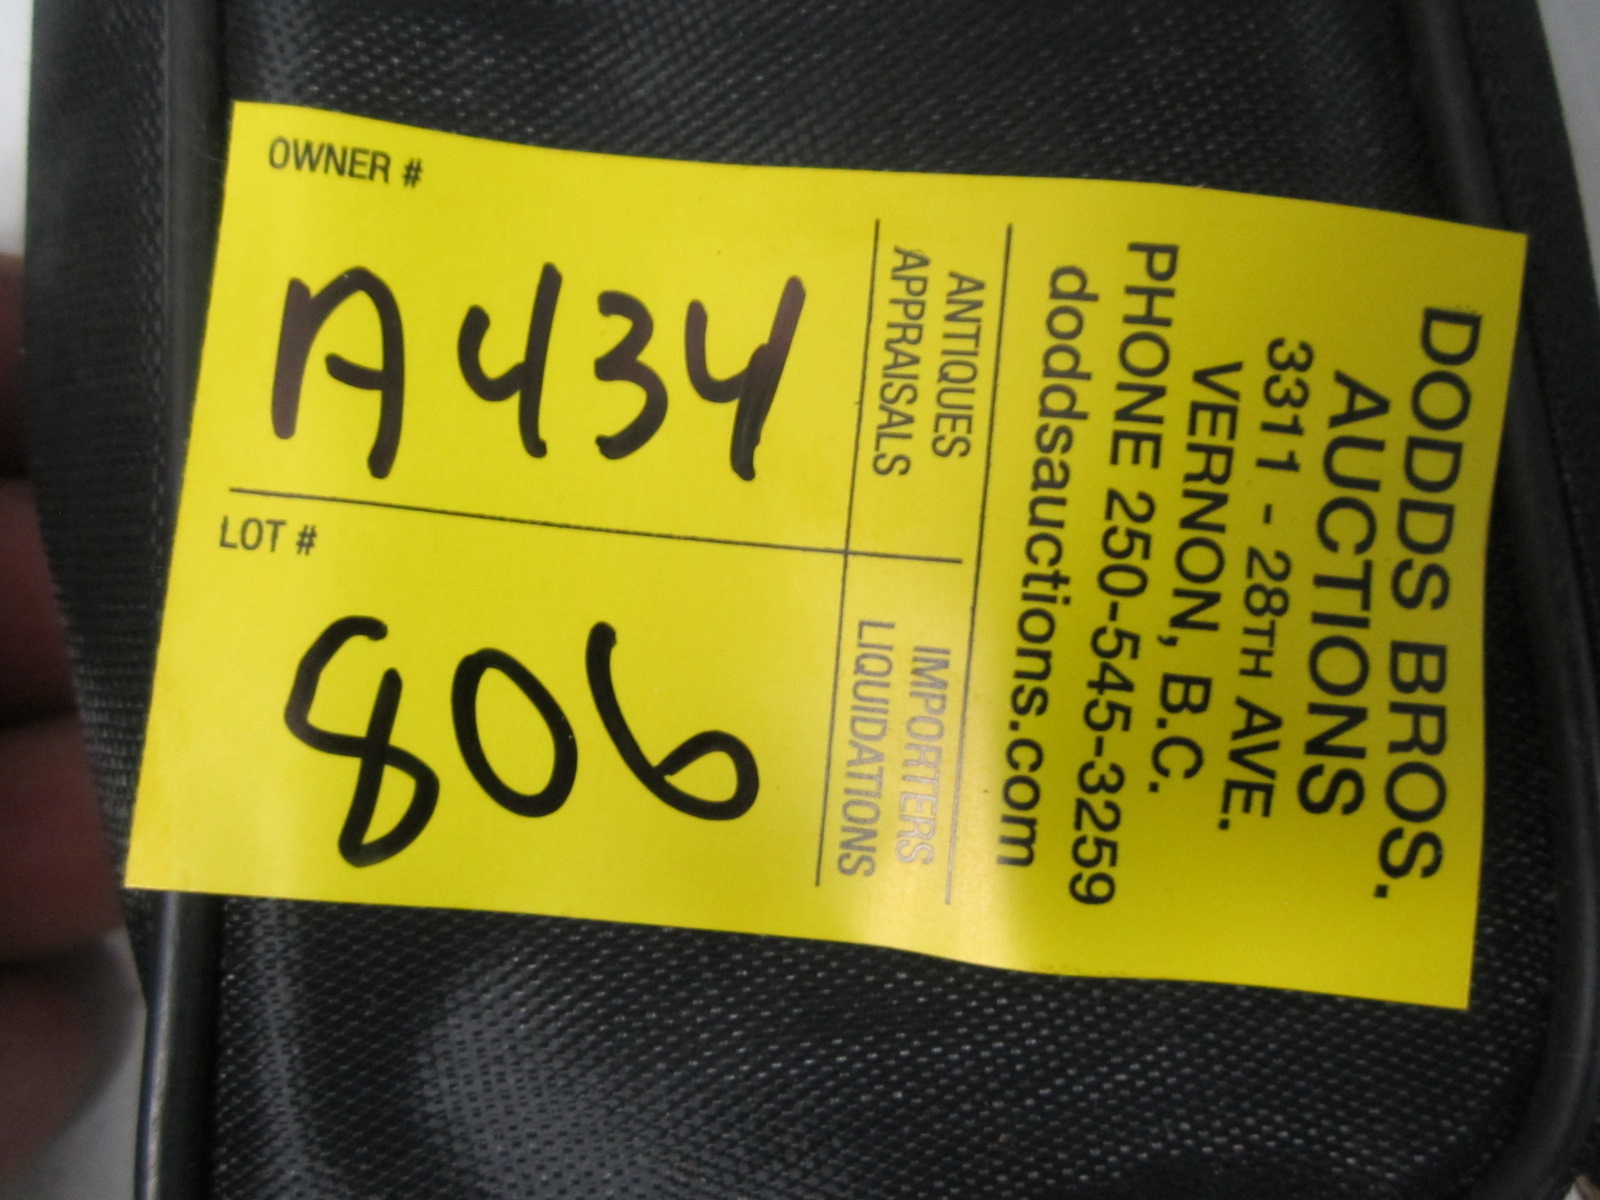 DODDS BROS.
AUCTIONS
3311 - 28TH AVE.
VERNON, B.C.
PHONE 250-545-3259
doddsauctions.com
ANTIQUES
APPRAISALS
IMPORTERS
LIQUIDATIONS
OWNER #
A434
LOT #
806